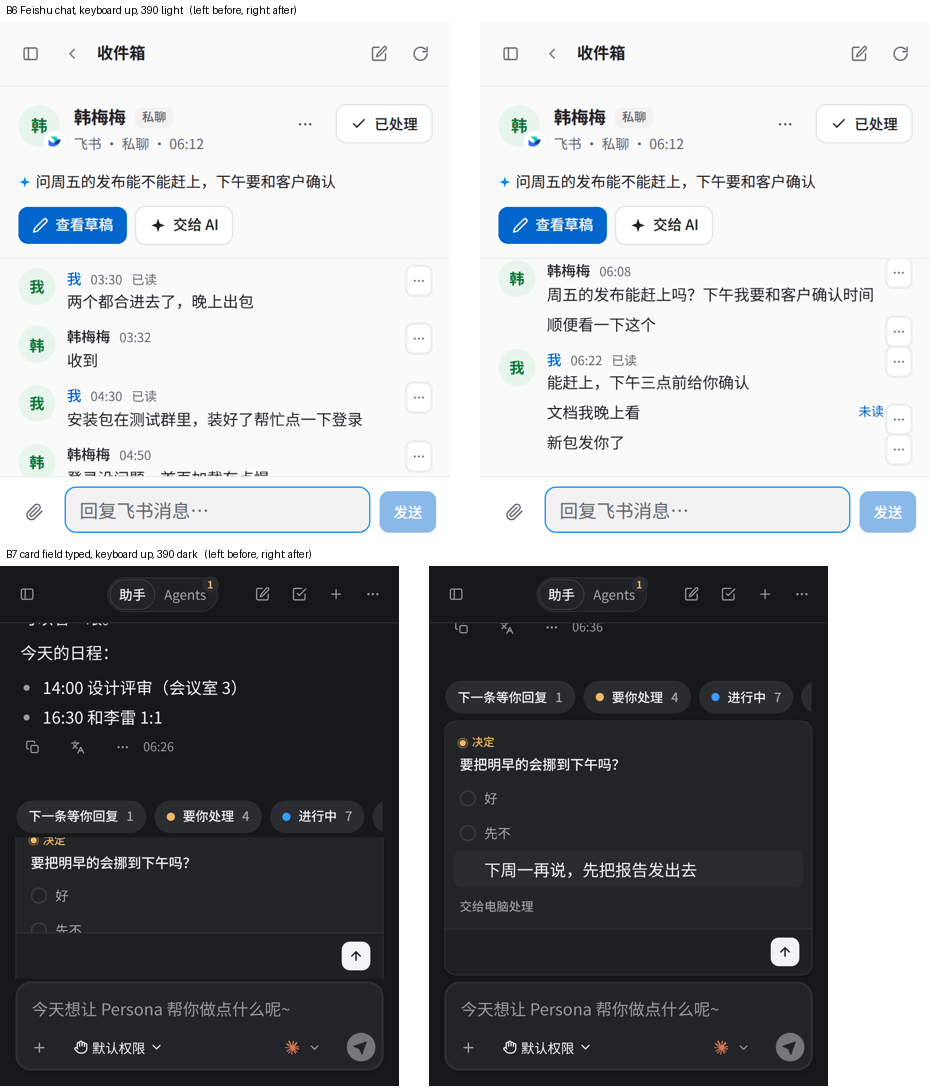 B6 Feishu chat, keyboard up, 390 light (left before, right after)
收件箱
韩
韩梅梅 私聊
飞书 · 私聊 · 06:12
已处理
问周五的发布能不能赶上，下午要和客户确认
查看草稿
交给 AI
我
我 03:30 已读
两个都合进去了，晚上出包
韩
韩梅梅 03:32
收到
我
我 04:30 已读
安装包在测试群里，装好了帮忙点一下登录
韩
韩梅梅 04:50
回复飞书消息…
发送
收件箱
韩
韩梅梅 私聊
飞书 · 私聊 · 06:12
已处理
问周五的发布能不能赶上，下午要和客户确认
查看草稿
交给 AI
韩
韩梅梅 06:08
周五的发布能赶上吗？下午我要和客户确认时间
顺便看一下这个
我
我 06:22 已读
能赶上，下午三点前给你确认
文档我晚上看
未读
新包发你了
回复飞书消息…
发送
B7 card field typed, keyboard up, 390 dark (left before, right after)
助手 Agents 1
今天的日程：
14:00 设计评审（会议室 3）
16:30 和李雷 1:1
06:26
下一条等你回复 1 要你处理 4 进行中 7
决定
要把明早的会挪到下午吗？
好
先不
今天想让 Persona 帮你做点什么呢~
默认权限
助手 Agents 1
06:36
下一条等你回复 1 要你处理 4 进行中 7
决定
要把明早的会挪到下午吗？
好
先不
下周一再说，先把报告发出去
交给电脑处理
今天想让 Persona 帮你做点什么呢~
默认权限